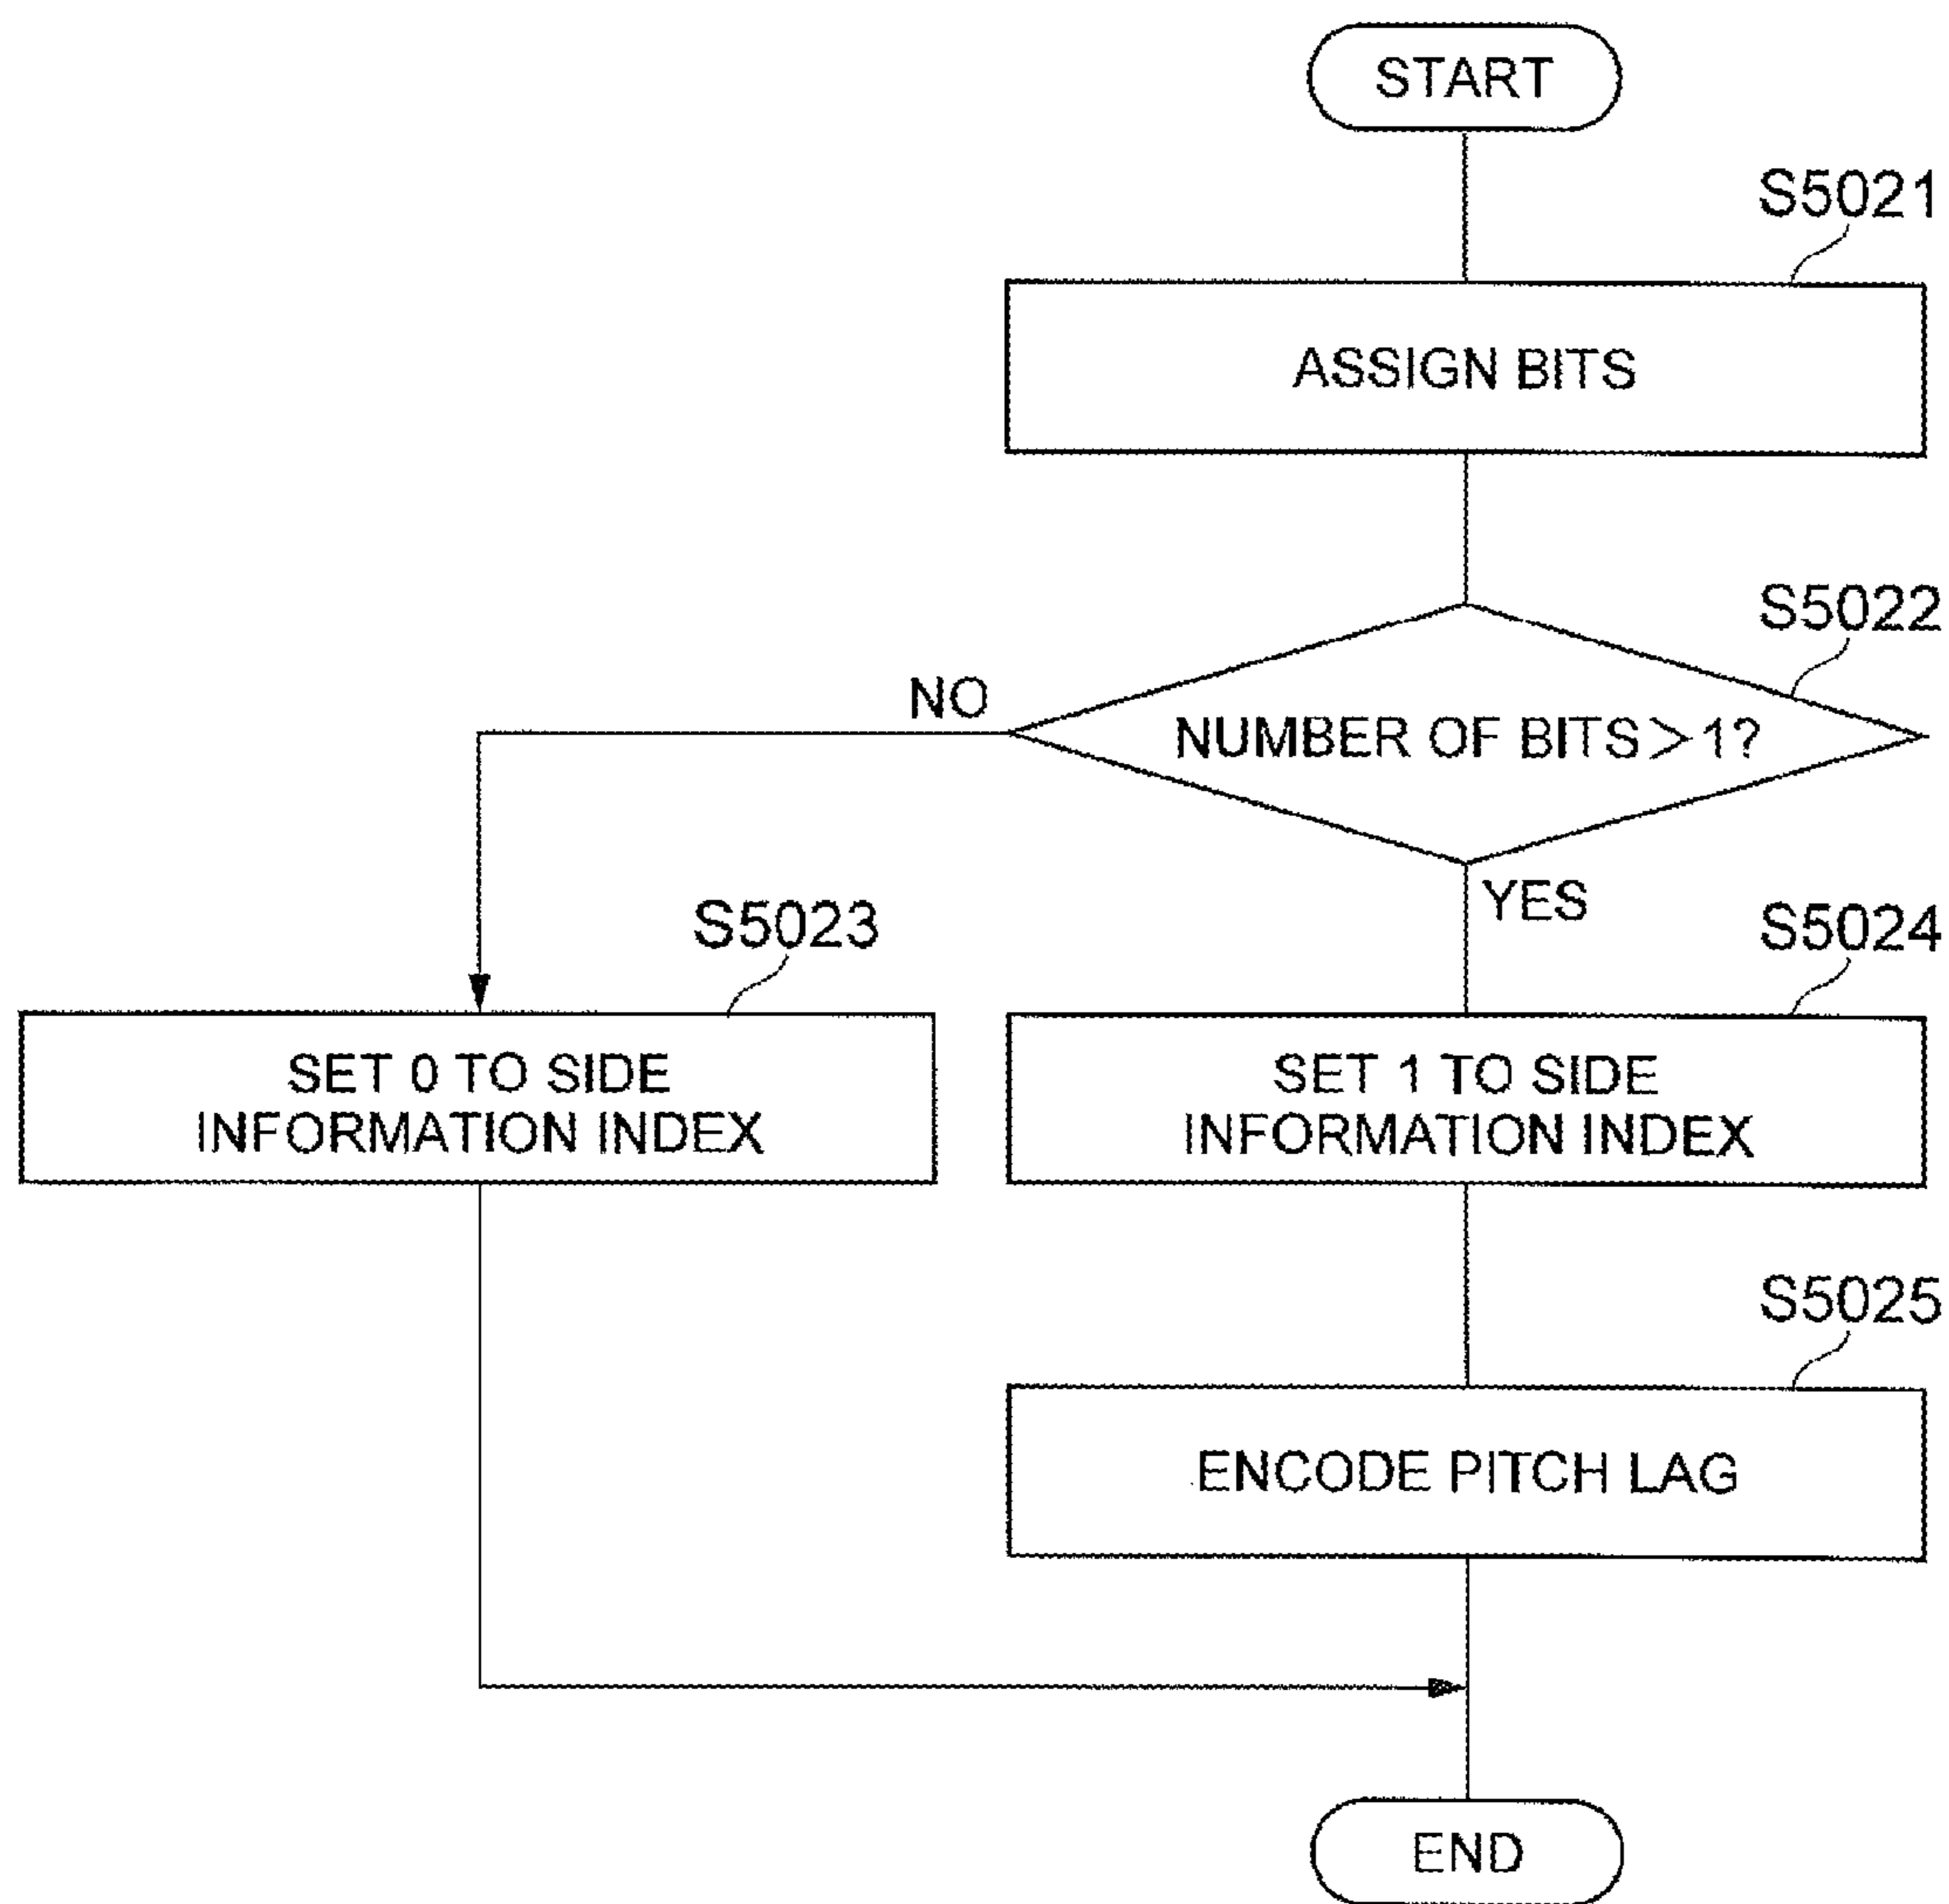 START
S5021
ASSIGN BITS
S5022
NO
NUMBER OF BITS>1?
YES
S5023
S5024
SET 0 TO SIDE
INFORMATION INDEX
SET 1 TO SIDE
INFORMATION INDEX
S5025
ENCODE PITCH LAG
END